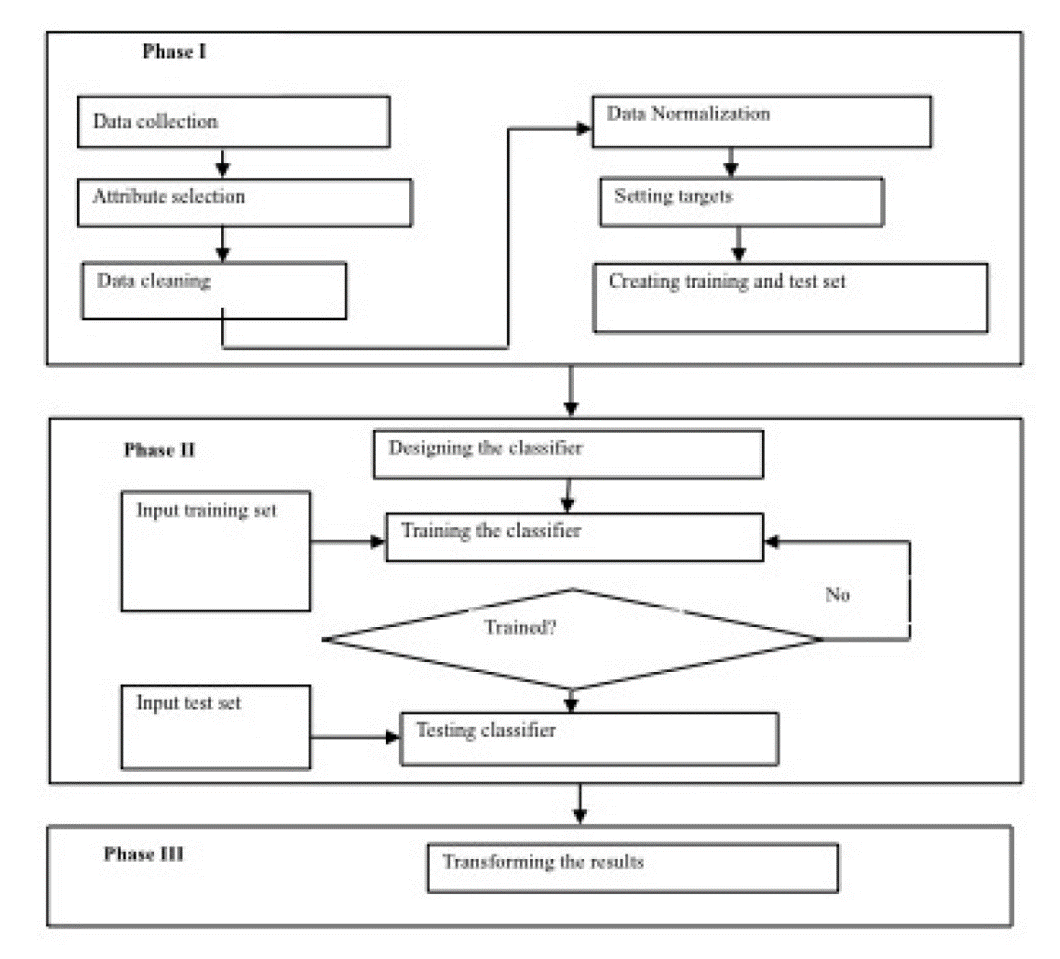 Phase I
Data collection
Attribute selection
Data cleaning
Data Normalization
Setting targets
Creating training and test set
Phase II
Designing the classifier
Input training set
Training the classifier
No
Trained?
Input test set
Testing classifier
Phase III
Transforming the results